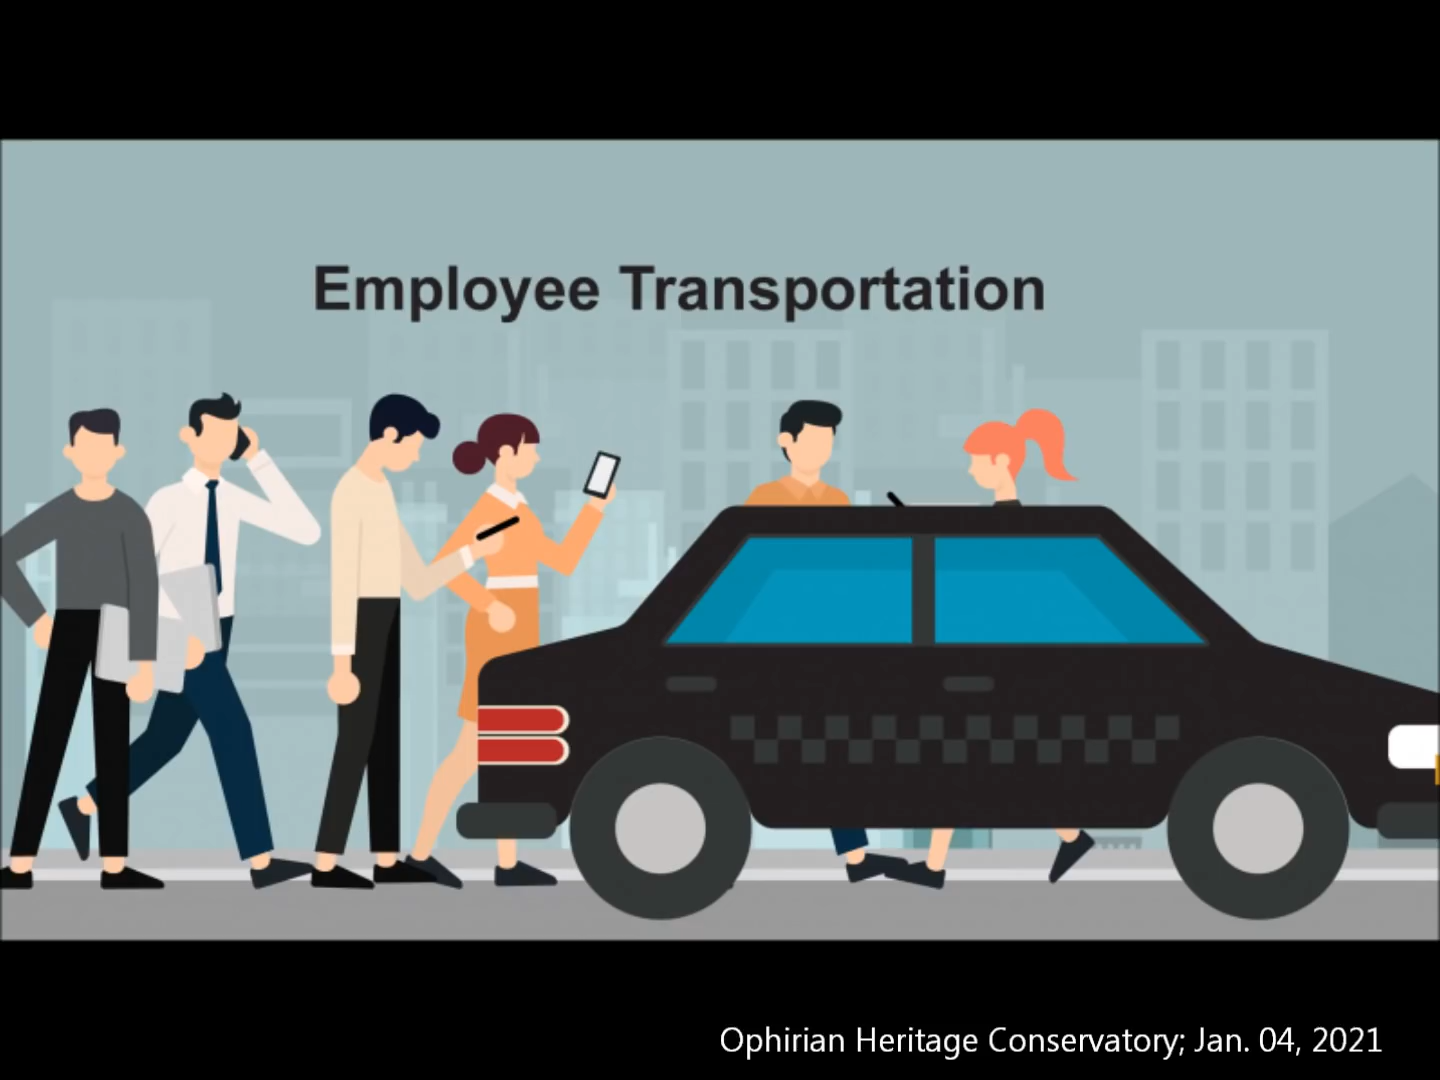 Employee Transportation
Ophirian Heritage Conservatory; Jan. 04, 2021